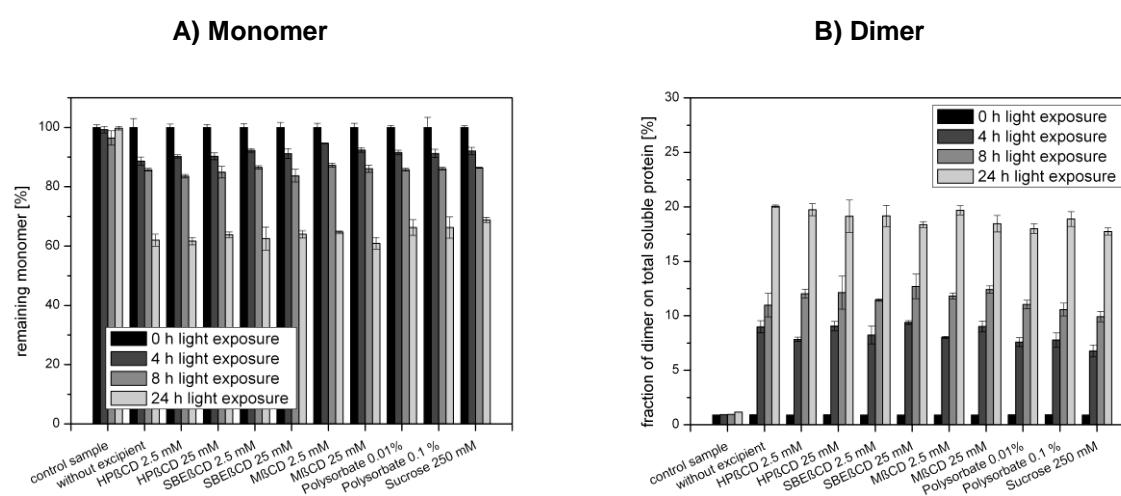 A) Monomer
remaining monomer [%]
100
80
60
40
20
0
0 h light exposure
4 h light exposure
8 h light exposure
24 h light exposure
control sample
without excipient
HPßCD 2.5 mM
HPßCD 25 mM
SBEßCD 2.5 mM
SBEßCD 25 mM
MßCD 2.5 mM
MßCD 25 mM
Polysorbate 0.01%
Polysorbate 0.1 %
Sucrose 250 mM
B) Dimer
fraction of dimer on total soluble protein [%]
30
25
20
15
10
5
0
0 h light exposure
4 h light exposure
8 h light exposure
24 h light exposure
control sample
without excipient
HPßCD 2.5 mM
HPßCD 25 mM
SBEßCD 2.5 mM
SBEßCD 25 mM
MßCD 2.5 mM
MßCD 25 mM
Polysorbate 0.01%
Polysorbate 0.1 %
Sucrose 250 mM